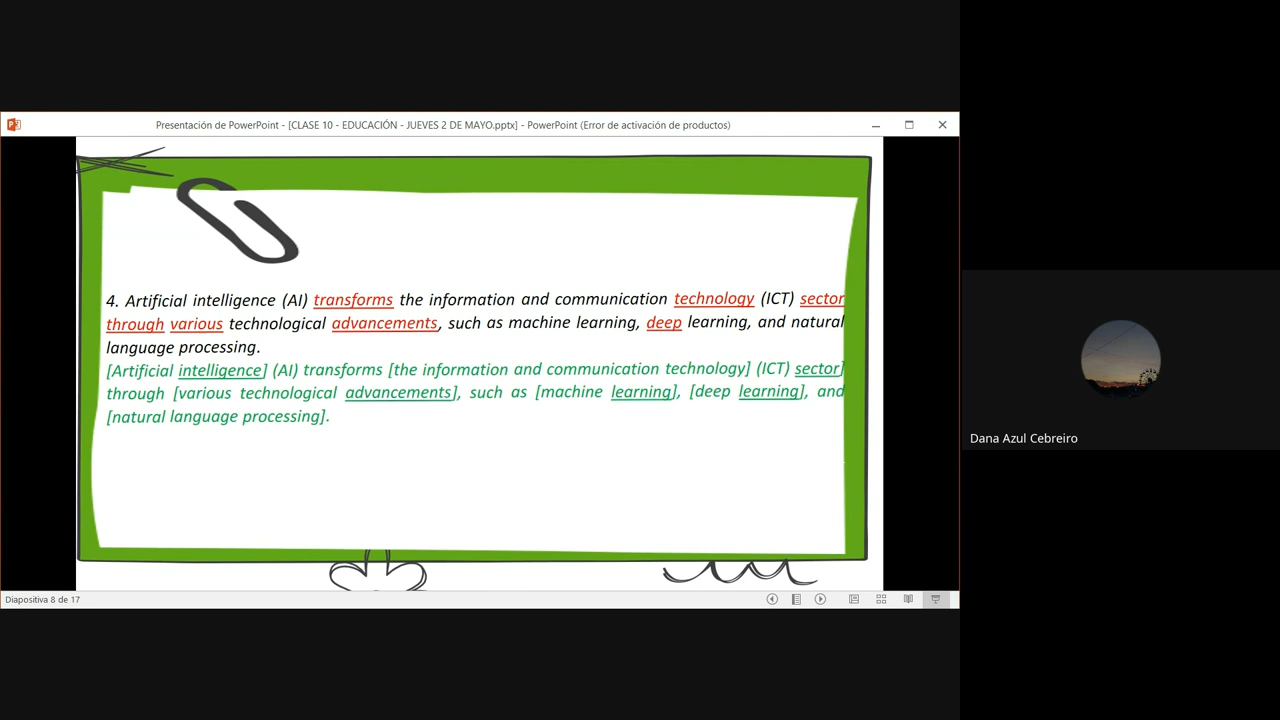 Presentación de PowerPoint - [CLASE 10 - EDUCACIÓN - JUEVES 2 DE MAYO.pptx] - PowerPoint (Error de activación de productos)
4. Artificial intelligence (AI) transforms the information and communication technology (ICT) sector
through various technological advancements, such as machine learning, deep learning, and natural
language processing.
[Artificial intelligence] (AI) transforms [the information and communication technology] (ICT) sector]
through [various technological advancements], such as [machine learning], [deep learning], and
[natural language processing].
Dana Azul Cebreiro
Diapositiva 8 de 17